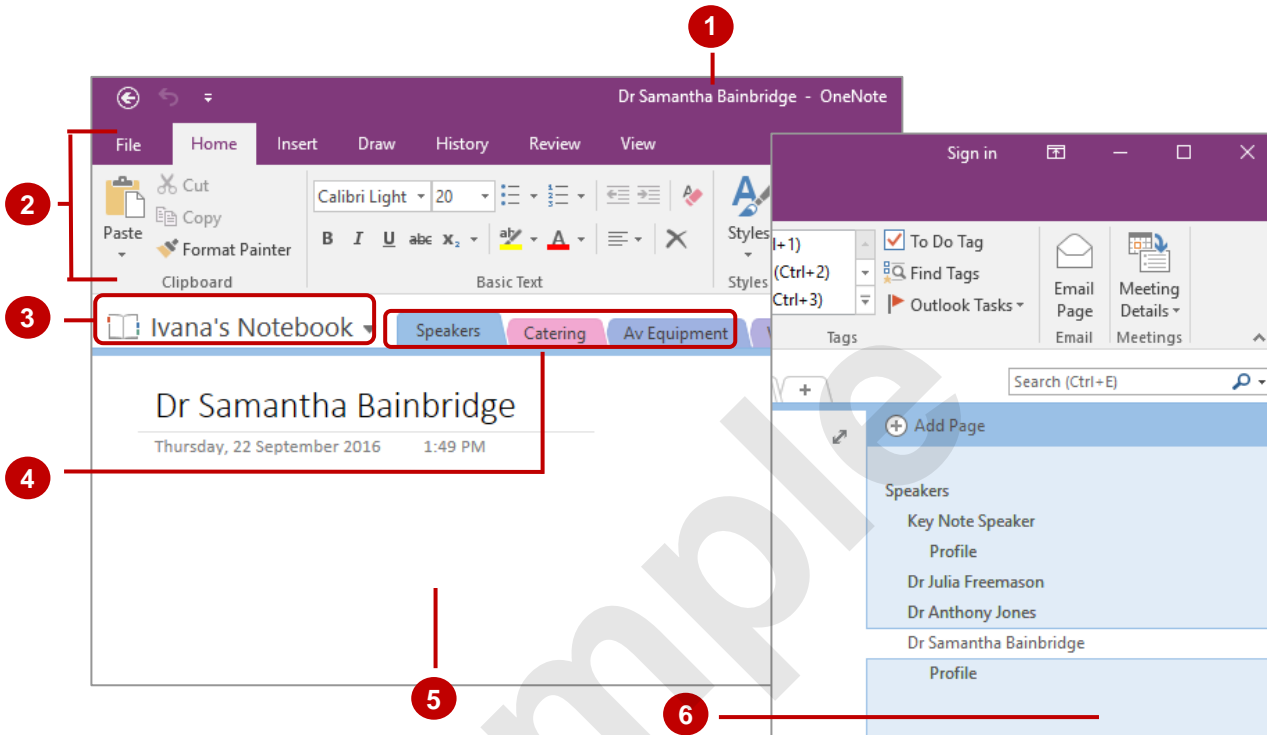 1
Dr Samantha Bainbridge - OneNote
File Home Insert Draw History Review View
Sign in
2
Paste
Cut
Copy
Format Painter
Clipboard
Calibri Light 20
B I U abc X₂ ab A
Basic Text
Styles
Styles
l+1)
(Ctrl+2)
Ctrl+3)
To Do Tag
Find Tags
Outlook Tasks
Tags
Email
Page
Email
Meeting
Details
Meetings
3
Ivana's Notebook
Speakers Catering Av Equipment
+
Search (Ctrl+E)
Dr Samantha Bainbridge
Thursday, 22 September 2016 1:49 PM
4
Add Page
Speakers
Key Note Speaker
Profile
Dr Julia Freemason
Dr Anthony Jones
Dr Samantha Bainbridge
Profile
5
6